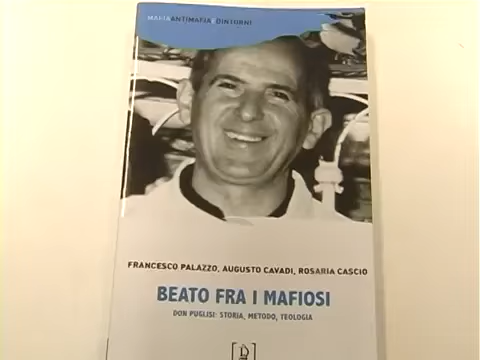 MAFIA ANTIMAFIA E DINTORNI
FRANCESCO PALAZZO, AUGUSTO CAVADI, ROSARIA CASCIO
BEATO FRA I MAFIOSI
DON PUGLISI: STORIA, METODO, TEOLOGIA